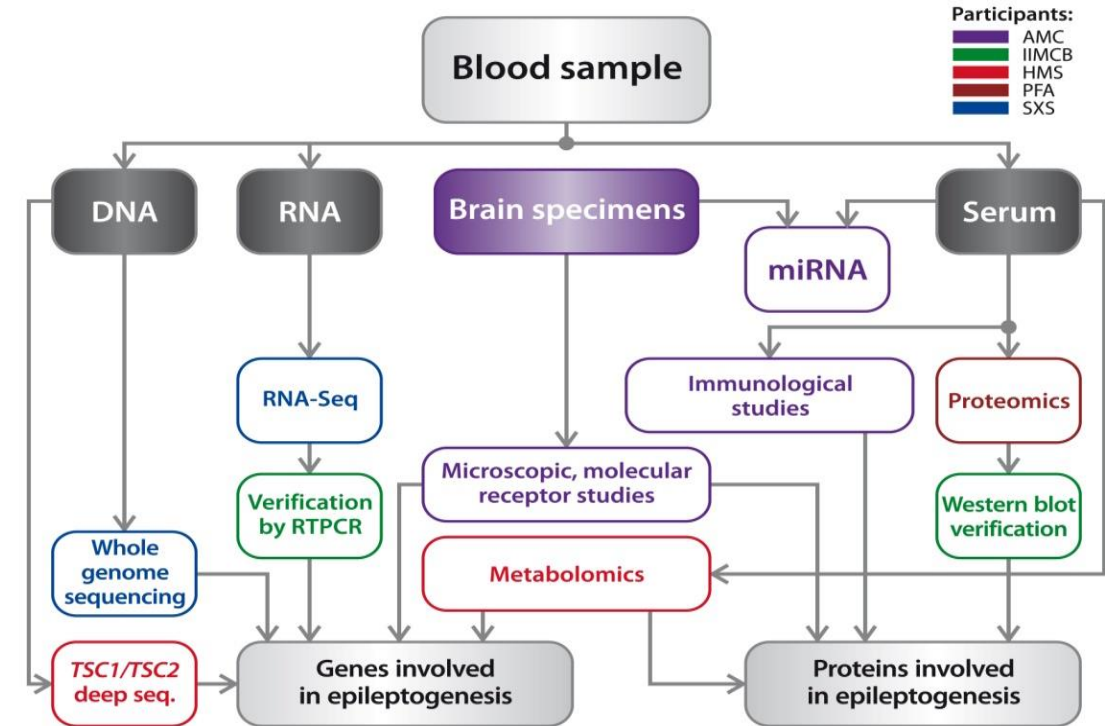 Participants:
AMC
IIMCB
HMS
PFA
SXS
Blood sample
DNA
RNA
Brain specimens
Serum
miRNA
RNA-Seq
Immunological
studies
Proteomics
Microscopic, molecular
receptor studies
Verification
by RTPCR
Western blot
verification
Whole
genome
sequencing
Metabolomics
TSC1/TSC2
deep seq.
Genes involved
in epileptogenesis
Proteins involved
in epileptogenesis